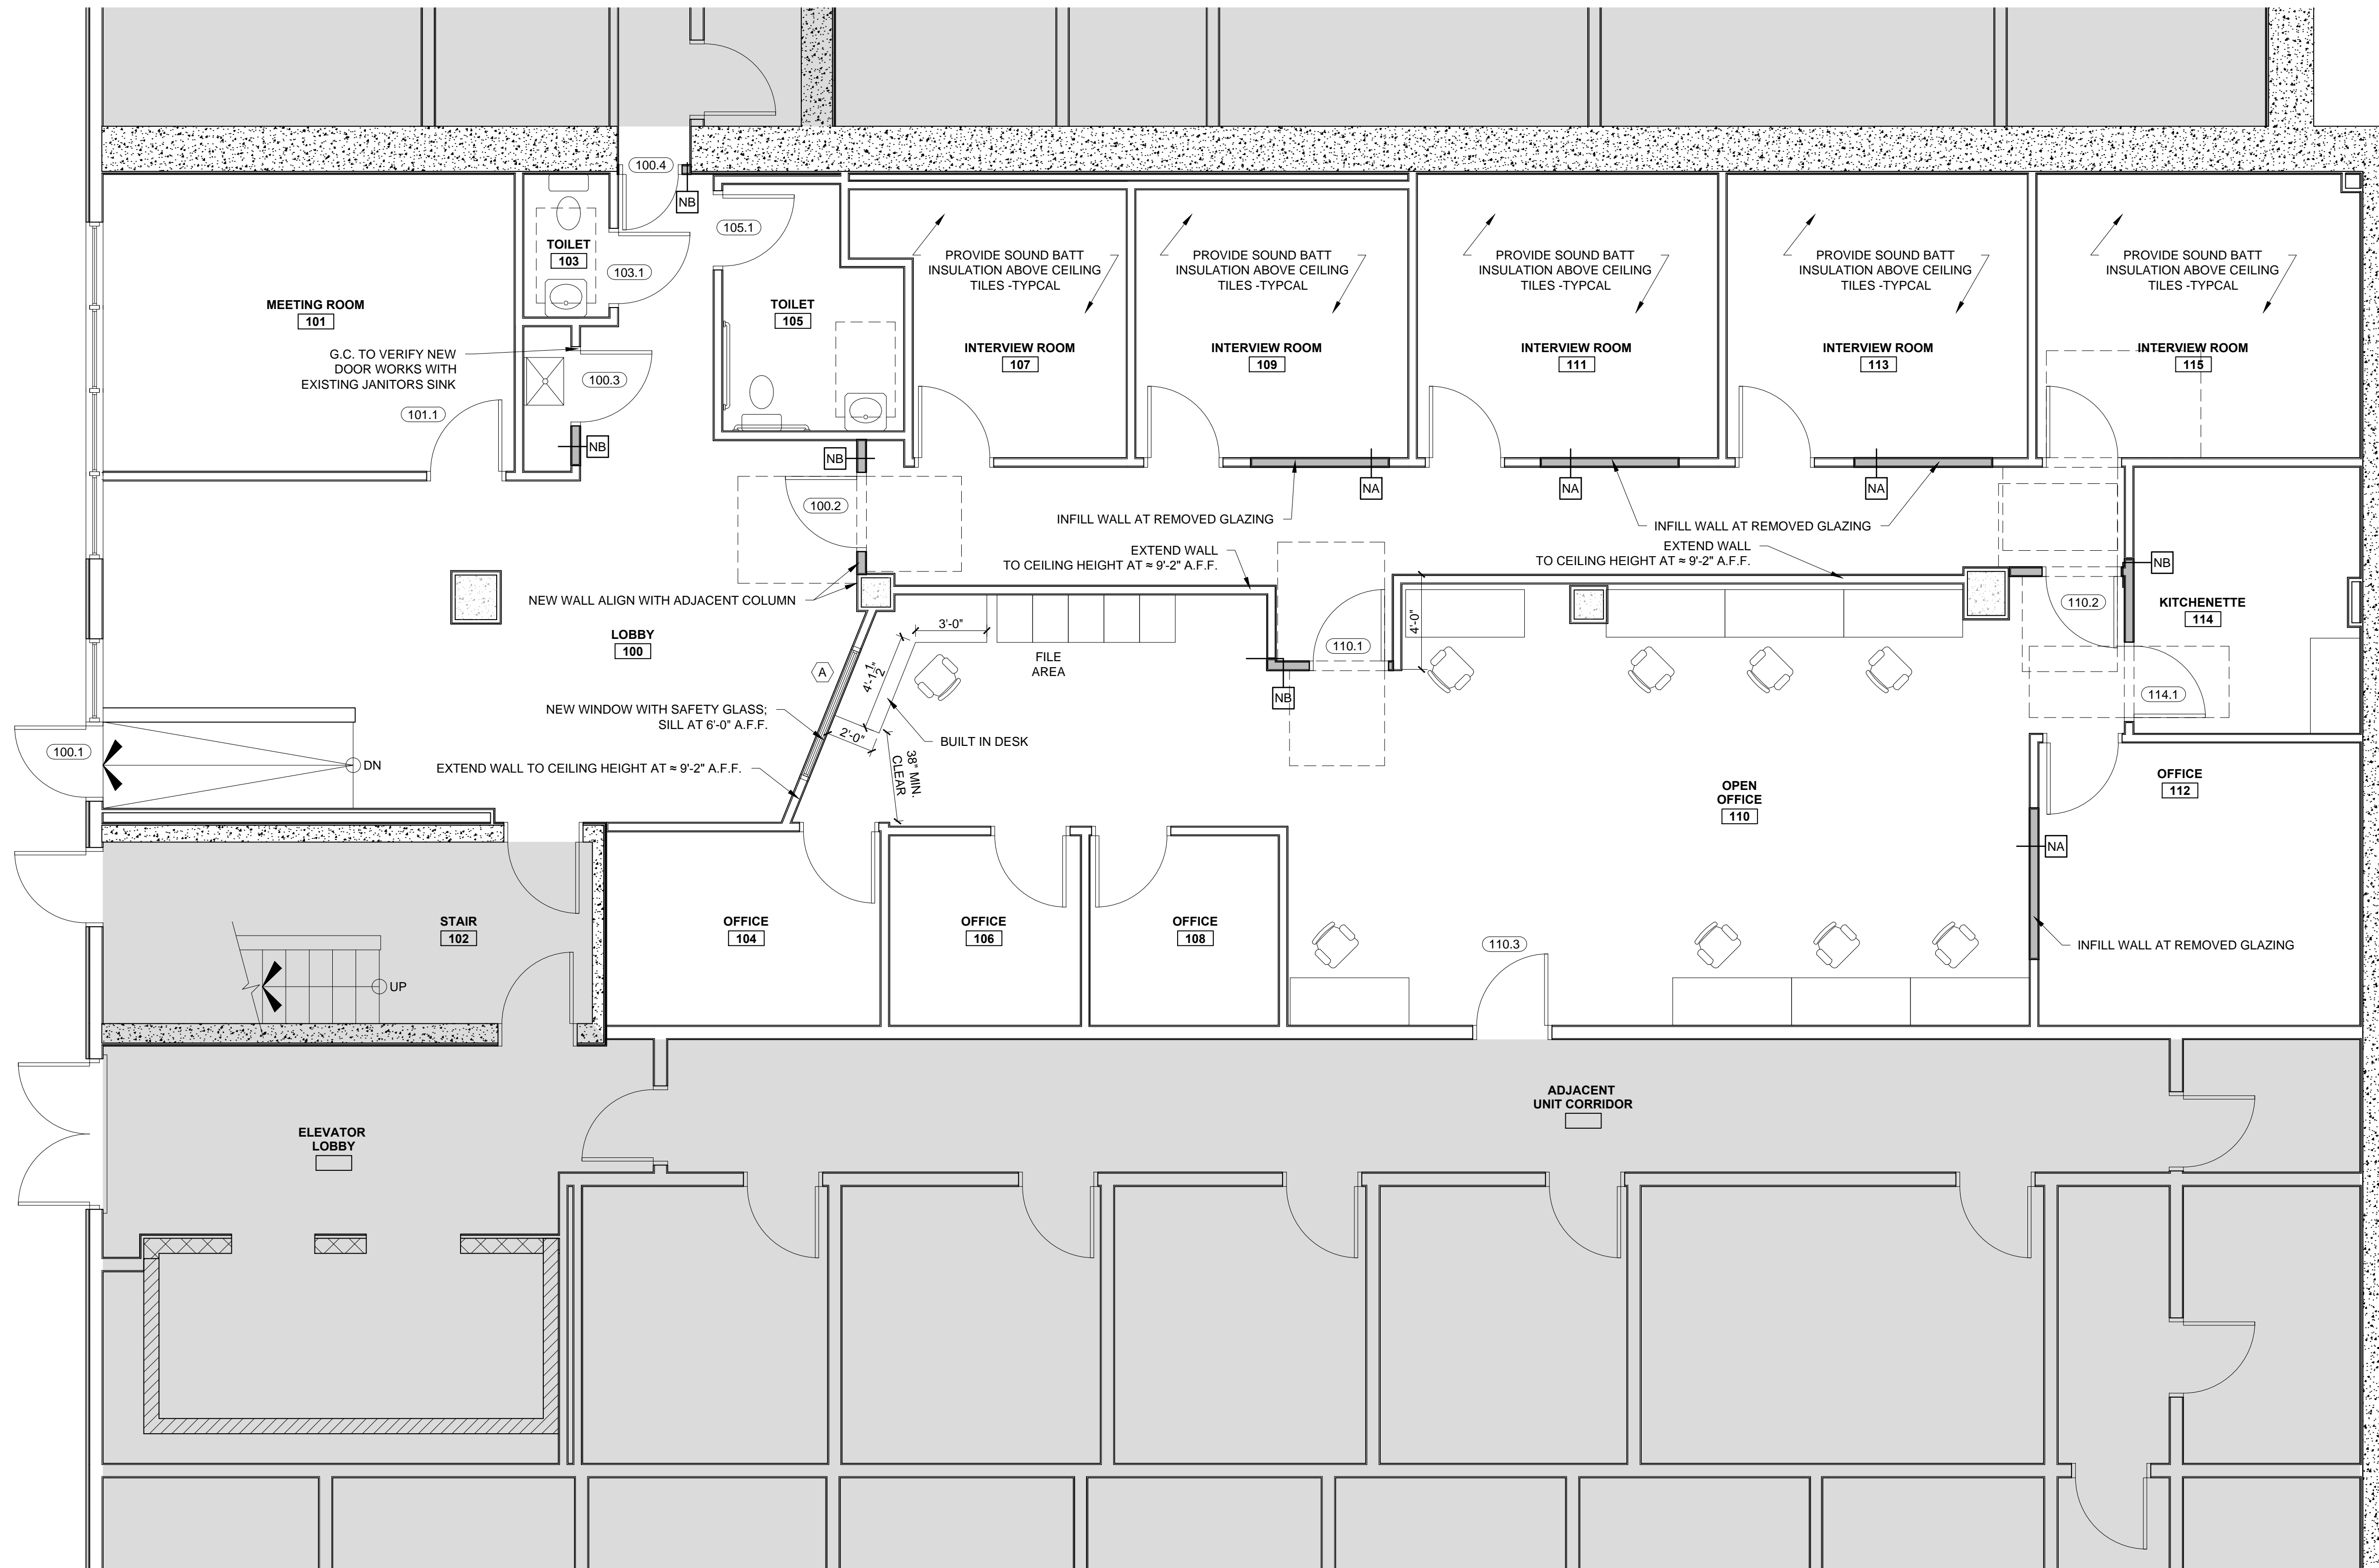 100.4
NB
105.1
TOILET
103
103.1
MEETING ROOM
101
G.C. TO VERIFY NEW
DOOR WORKS WITH
EXISTING JANITORS SINK
100.3
101.1
NB
TOILET
105
PROVIDE SOUND BATT
INSULATION ABOVE CEILING
TILES -TYPCAL
INTERVIEW ROOM
107
PROVIDE SOUND BATT
INSULATION ABOVE CEILING
TILES -TYPCAL
INTERVIEW ROOM
109
PROVIDE SOUND BATT
INSULATION ABOVE CEILING
TILES -TYPCAL
INTERVIEW ROOM
111
PROVIDE SOUND BATT
INSULATION ABOVE CEILING
TILES -TYPCAL
INTERVIEW ROOM
113
PROVIDE SOUND BATT
INSULATION ABOVE CEILING
TILES -TYPCAL
INTERVIEW ROOM
115
NB
100.2
NA
NA
NA
INFILL WALL AT REMOVED GLAZING
INFILL WALL AT REMOVED GLAZING
EXTEND WALL
TO CEILING HEIGHT AT ≈ 9'-2" A.F.F.
EXTEND WALL
TO CEILING HEIGHT AT ≈ 9'-2" A.F.F.
NB
NEW WALL ALIGN WITH ADJACENT COLUMN
110.2
KITCHENETTE
114
LOBBY
100
3'-0"
4'-1 1/2"
FILE
AREA
4'-0"
110.1
A
NB
114.1
NEW WINDOW WITH SAFETY GLASS;
SILL AT 6'-0" A.F.F.
2'-0"
BUILT IN DESK
38" MIN.
CLEAR
100.1
DN
EXTEND WALL TO CEILING HEIGHT AT ≈ 9'-2" A.F.F.
OPEN
OFFICE
110
OFFICE
112
NA
STAIR
102
OFFICE
104
OFFICE
106
OFFICE
108
110.3
INFILL WALL AT REMOVED GLAZING
UP
ADJACENT
UNIT CORRIDOR
ELEVATOR
LOBBY